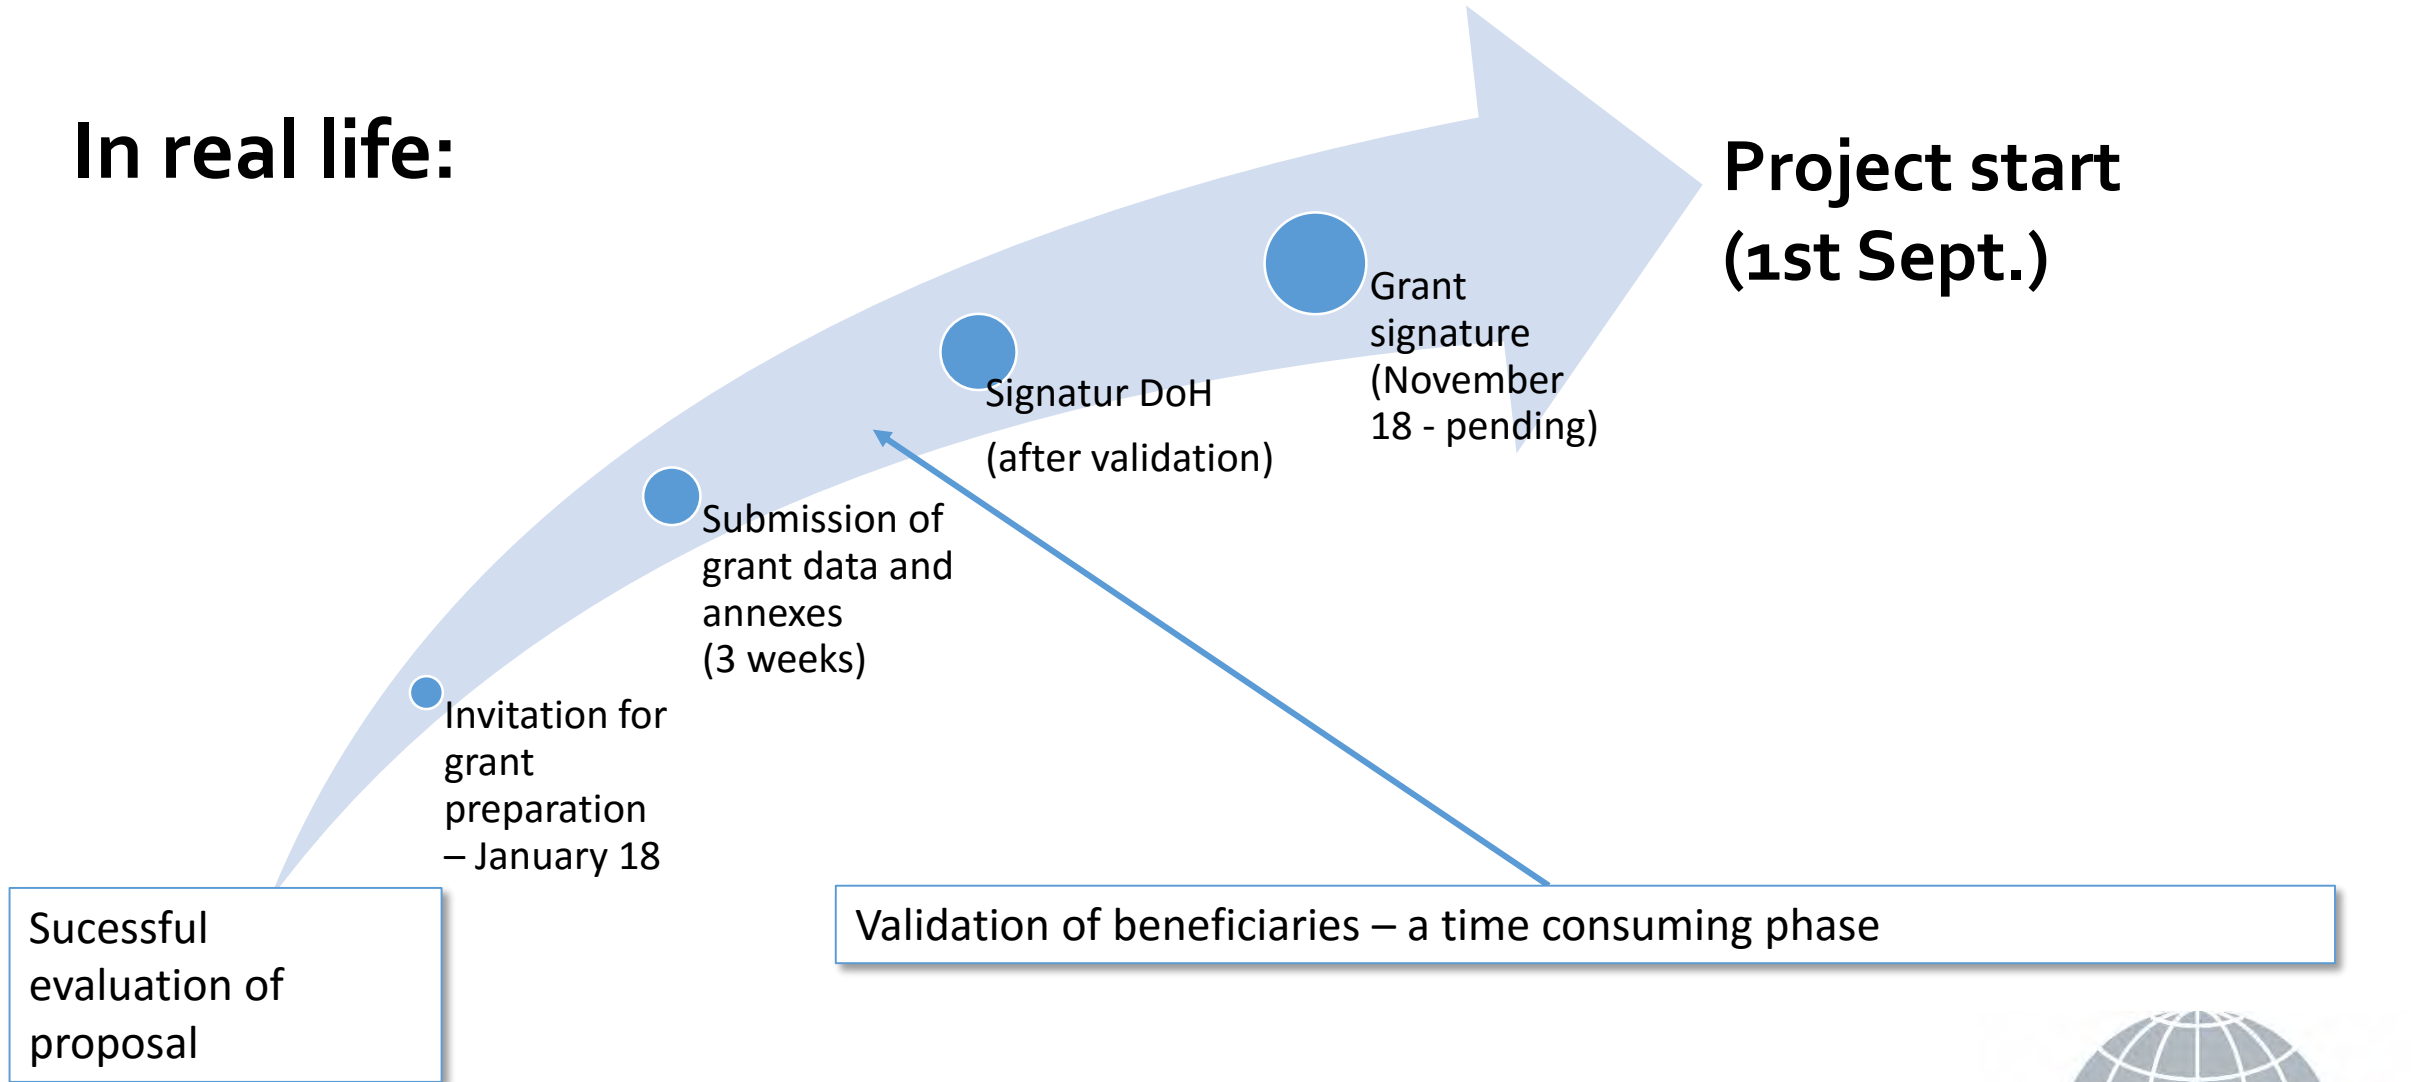 In real life:
Project start
(1st Sept.)
Grant
signature
(November
18 - pending)
Signatur DoH
(after validation)
Submission of
grant data and
annexes
(3 weeks)
Invitation for
grant
preparation
– January 18
Sucessful
evaluation of
proposal
Validation of beneficiaries – a time consuming phase